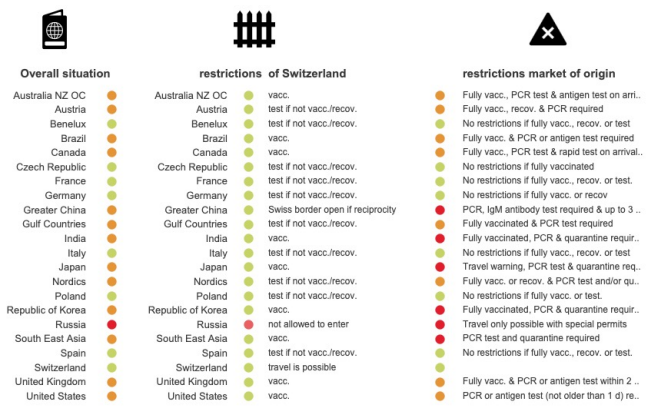 Overall situation restrictions of Switzerland restrictions market of origin
Australia NZ OC Australia NZ OC vacc. Fully vacc., PCR test & antigen test on arri..
Austria Austria test if not vacc./recov. Fully vacc., recov. & PCR required
Benelux Benelux test if not vacc./recov. No restrictions if fully vacc., recov. or test
Brazil Brazil vacc. Fully vacc. & PCR or antigen test required
Canada Canada vacc. Fully vacc., PCR test & rapid test on arrival..
Czech Republic Czech Republic test if not vacc./recov. No restrictions if fully vaccinated
France France test if not vacc./recov. No restrictions if fully vacc., recov. or test.
Germany Germany test if not vacc./recov. No restrictions if fully vacc. or recov
Greater China Greater China Swiss border open if reciprocity PCR, IgM antibody test required & up to 3 ..
Gulf Countries Gulf Countries test if not vacc./recov. Fully vaccinated & PCR test required
India India vacc. Fully vaccinated, PCR & quarantine requir..
Italy Italy test if not vacc./recov. No restrictions if fully vacc., recov. or test
Japan Japan vacc. Travel warning, PCR test & quarantine req..
Nordics Nordics test if not vacc./recov. Fully vacc. or recov. & PCR test and/or qu..
Poland Poland test if not vacc./recov. No restrictions if fully vacc. or test.
Republic of Korea Republic of Korea vacc. Fully vaccinated, PCR & quarantine requir..
Russia Russia not allowed to enter Travel only possible with special permits
South East Asia South East Asia vacc. PCR test and quarantine required
Spain Spain test if not vacc./recov. No restrictions if fully vacc., recov. or test.
Switzerland Switzerland travel is possible
United Kingdom United Kingdom vacc. Fully vacc. & PCR or antigen test within 2 ..
United States United States vacc. PCR or antigen test (not older than 1 d) re..